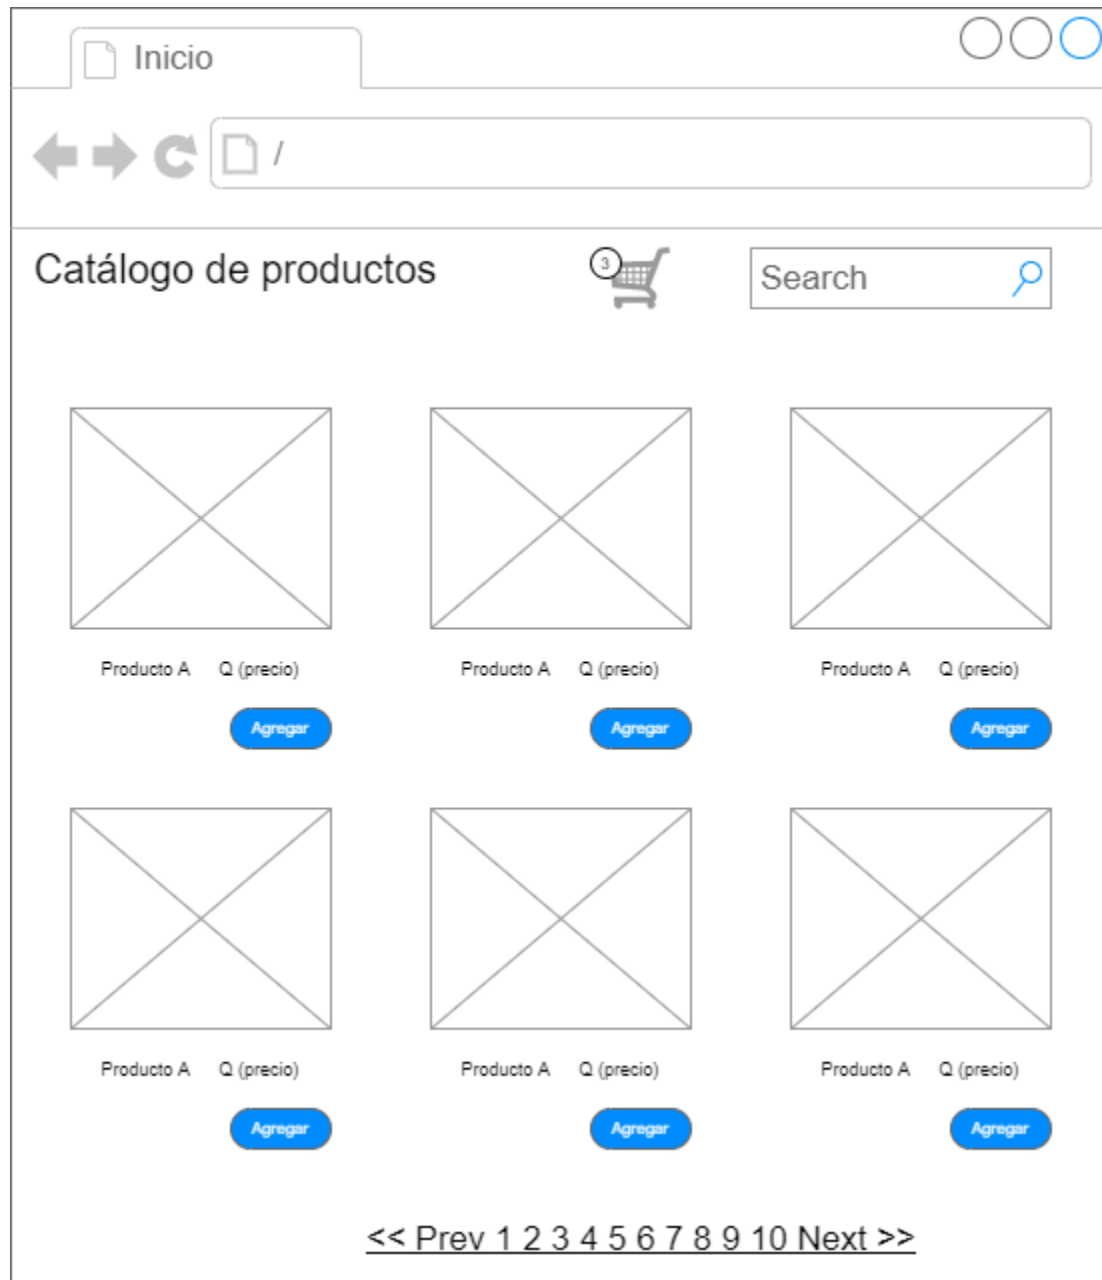 Inicio
/
Catálogo de productos
3
Search
Producto A Q (precio)
Producto A Q (precio)
Producto A Q (precio)
Agregar
Agregar
Agregar
Producto A Q (precio)
Producto A Q (precio)
Producto A Q (precio)
Agregar
Agregar
Agregar
<< Prev 1 2 3 4 5 6 7 8 9 10 Next >>